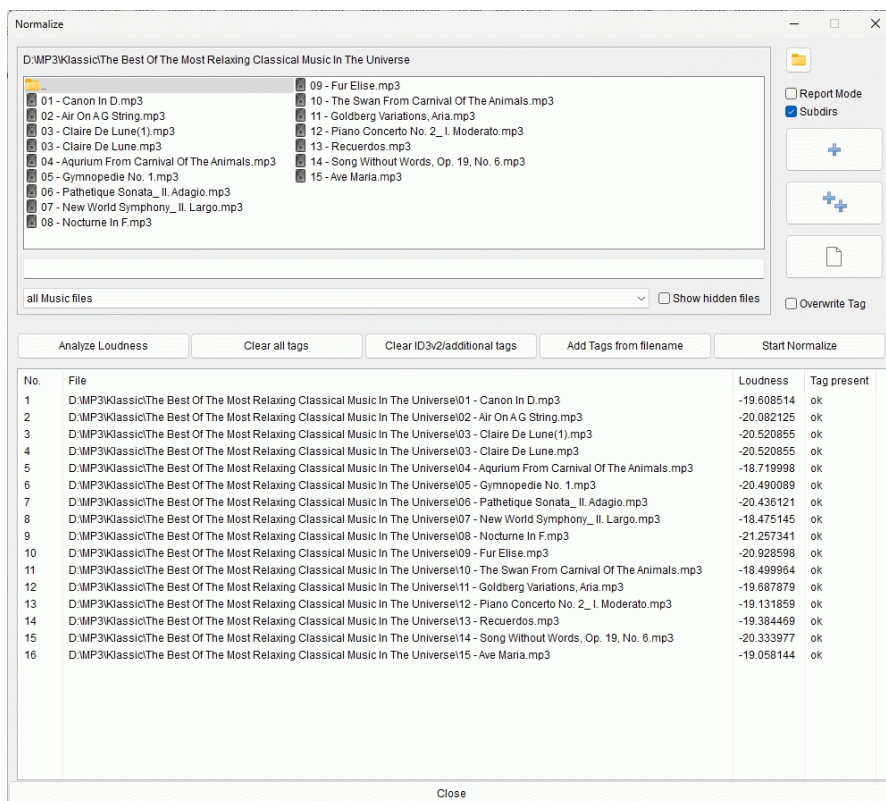 Normalize
D:\MP3\Klassic\The Best Of The Most Relaxing Classical Music In The Universe
..
01 - Canon In D.mp3
02 - Air On A G String.mp3
03 - Claire De Lune(1).mp3
03 - Claire De Lune.mp3
04 - Aqurium From Carnival Of The Animals.mp3
05 - Gymnopedie No. 1.mp3
06 - Pathetique Sonata_ II. Adagio.mp3
07 - New World Symphony_ II. Largo.mp3
08 - Nocturne In F.mp3
09 - Fur Elise.mp3
10 - The Swan From Carnival Of The Animals.mp3
11 - Goldberg Variations, Aria.mp3
12 - Piano Concerto No. 2_ I. Moderato.mp3
13 - Recuerdos.mp3
14 - Song Without Words, Op. 19, No. 6.mp3
15 - Ave Maria.mp3
Report Mode
Subdirs
all Music files
Show hidden files
Overwrite Tag
Analyze Loudness Clear all tags Clear ID3v2/additional tags Add Tags from filename Start Normalize
No. File Loudness Tag present
1 D:\MP3\Klassic\The Best Of The Most Relaxing Classical Music In The Universe\01 - Canon In D.mp3 -19.608514 ok
2 D:\MP3\Klassic\The Best Of The Most Relaxing Classical Music In The Universe\02 - Air On A G String.mp3 -20.082125 ok
3 D:\MP3\Klassic\The Best Of The Most Relaxing Classical Music In The Universe\03 - Claire De Lune(1).mp3 -20.520855 ok
4 D:\MP3\Klassic\The Best Of The Most Relaxing Classical Music In The Universe\03 - Claire De Lune.mp3 -20.520855 ok
5 D:\MP3\Klassic\The Best Of The Most Relaxing Classical Music In The Universe\04 - Aqurium From Carnival Of The Animals.mp3 -18.719998 ok
6 D:\MP3\Klassic\The Best Of The Most Relaxing Classical Music In The Universe\05 - Gymnopedie No. 1.mp3 -20.490089 ok
7 D:\MP3\Klassic\The Best Of The Most Relaxing Classical Music In The Universe\06 - Pathetique Sonata_ II. Adagio.mp3 -20.436121 ok
8 D:\MP3\Klassic\The Best Of The Most Relaxing Classical Music In The Universe\07 - New World Symphony_ II. Largo.mp3 -18.475145 ok
9 D:\MP3\Klassic\The Best Of The Most Relaxing Classical Music In The Universe\08 - Nocturne In F.mp3 -21.257341 ok
10 D:\MP3\Klassic\The Best Of The Most Relaxing Classical Music In The Universe\09 - Fur Elise.mp3 -20.928598 ok
11 D:\MP3\Klassic\The Best Of The Most Relaxing Classical Music In The Universe\10 - The Swan From Carnival Of The Animals.mp3 -18.499964 ok
12 D:\MP3\Klassic\The Best Of The Most Relaxing Classical Music In The Universe\11 - Goldberg Variations, Aria.mp3 -19.687879 ok
13 D:\MP3\Klassic\The Best Of The Most Relaxing Classical Music In The Universe\12 - Piano Concerto No. 2_ I. Moderato.mp3 -19.131859 ok
14 D:\MP3\Klassic\The Best Of The Most Relaxing Classical Music In The Universe\13 - Recuerdos.mp3 -19.384469 ok
15 D:\MP3\Klassic\The Best Of The Most Relaxing Classical Music In The Universe\14 - Song Without Words, Op. 19, No. 6.mp3 -20.333977 ok
16 D:\MP3\Klassic\The Best Of The Most Relaxing Classical Music In The Universe\15 - Ave Maria.mp3 -19.058144 ok
Close